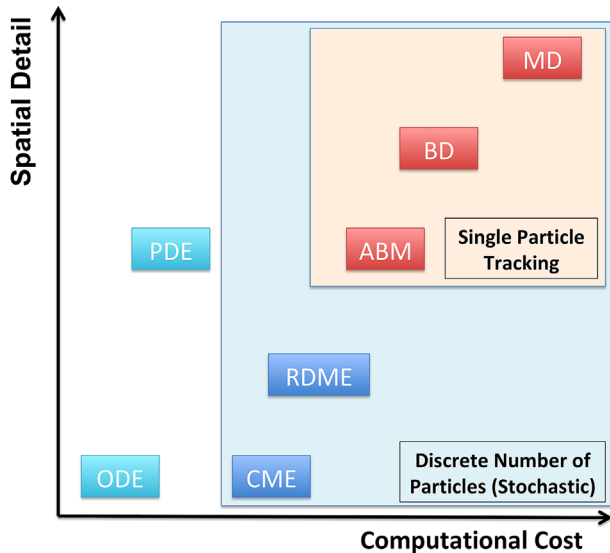 Spatial Detail
MD
BD
PDE
ABM
Single Particle
Tracking
RDME
ODE
CME
Discrete Number of
Particles (Stochastic)
Computational Cost